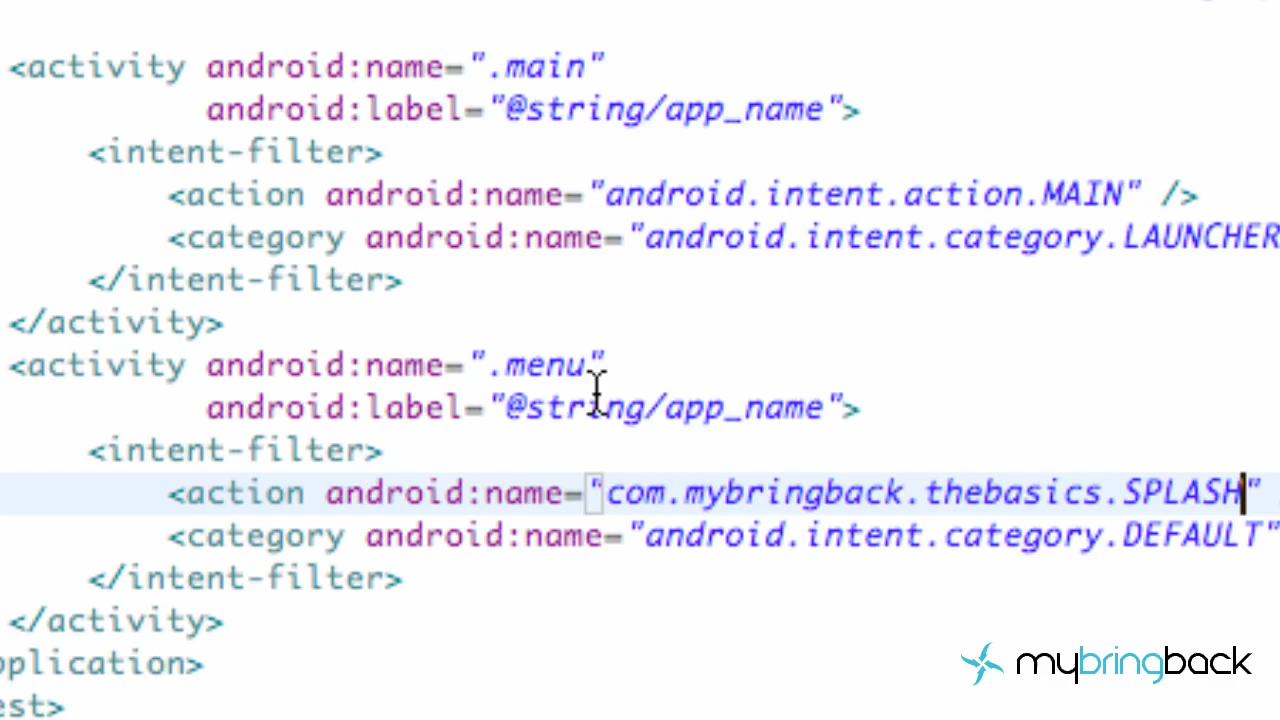 <activity android:name=".main"
android:label="@string/app_name">
<intent-filter>
<action android:name="android.intent.action.MAIN" />
<category android:name="android.intent.category.LAUNCHER
</intent-filter>
</activity>
<activity android:name=".menu"
android:label="@string/app_name">
<intent-filter>
<action android:name="com.mybringback.thebasics.SPLASH"
<category android:name="android.intent.category.DEFAULT"
</intent-filter>
</activity>
pplication>
est>
mybringback